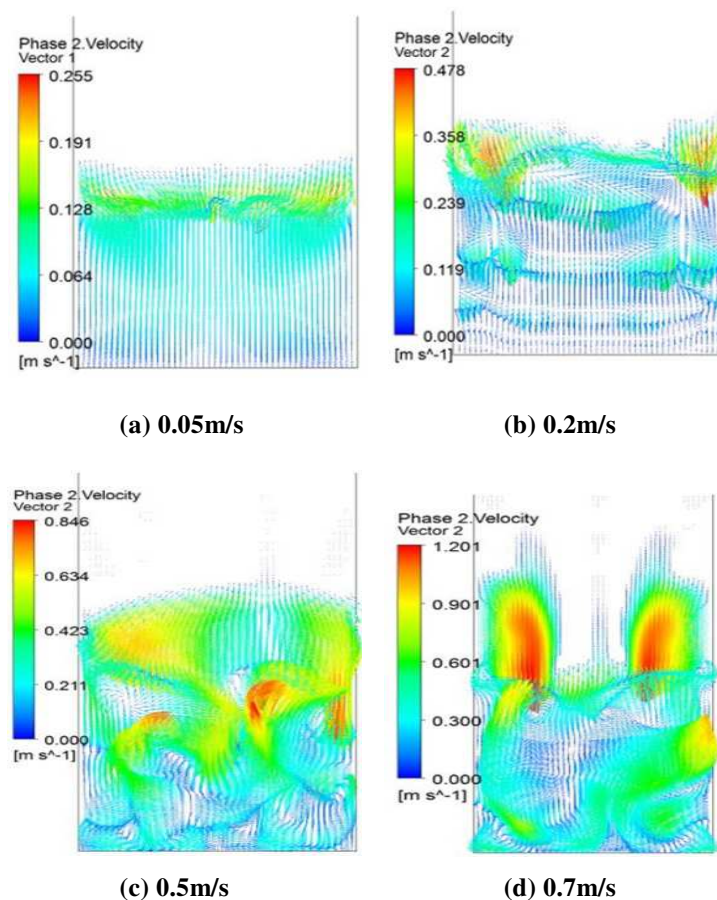 Phase 2.Velocity
Vector 1
0.255
0.191
0.128
0.064
0.000
[m s^-1]
(a) 0.05m/s
Phase 2.Velocity
Vector 2
0.478
0.358
0.239
0.119
0.000
[m s^-1]
(b) 0.2m/s
Phase 2.Velocity
Vector 2
0.846
0.634
0.423
0.211
0.000
[m s^-1]
(c) 0.5m/s
Phase 2.Velocity
Vector 2
1.201
0.901
0.601
0.300
0.000
[m s^-1]
(d) 0.7m/s